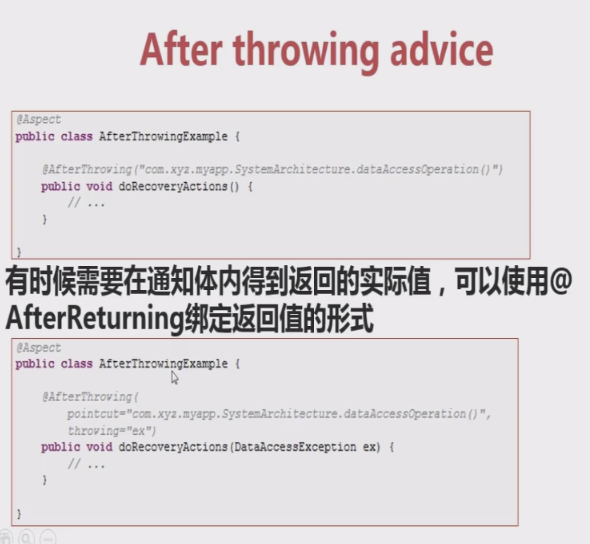 After throwing advice
@Aspect
public class AfterThrowingExample {
@AfterThrowing("com.xyz.myapp.SystemArchitecture.dataAccessOperation()")
public void doRecoveryActions() {
// ...
}
}
有时候需要在通知体内得到返回的实际值，可以使用@
AfterReturning绑定返回值的形式
@Aspect
public class AfterThrowingExample {
@AfterThrowing(
pointcut="com.xyz.myapp.SystemArchitecture.dataAccessOperation()",
throwing="ex")
public void doRecoveryActions(DataAccessException ex) {
// ...
}
}